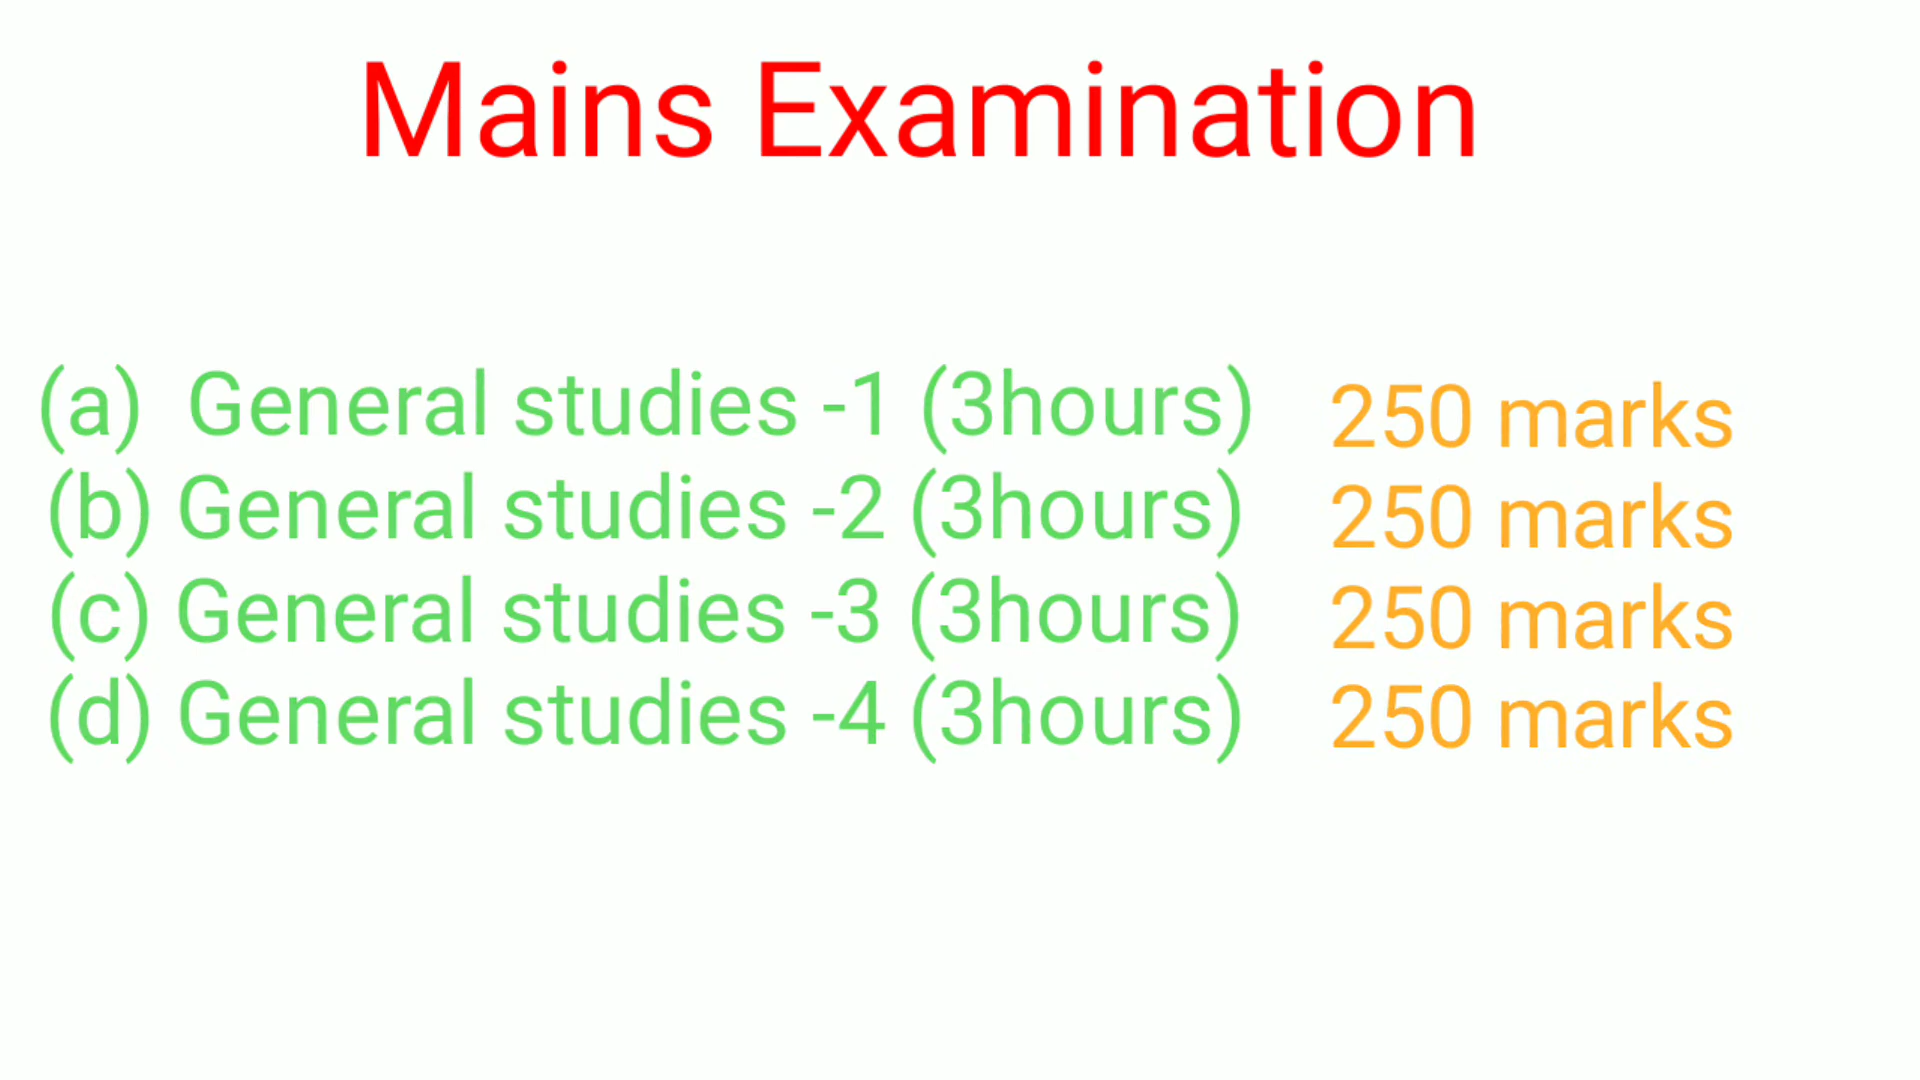 Mains Examination
(a) General studies -1 (3hours) 250 marks
(b) General studies -2 (3hours) 250 marks
(c) General studies -3 (3hours) 250 marks
(d) General studies -4 (3hours) 250 marks